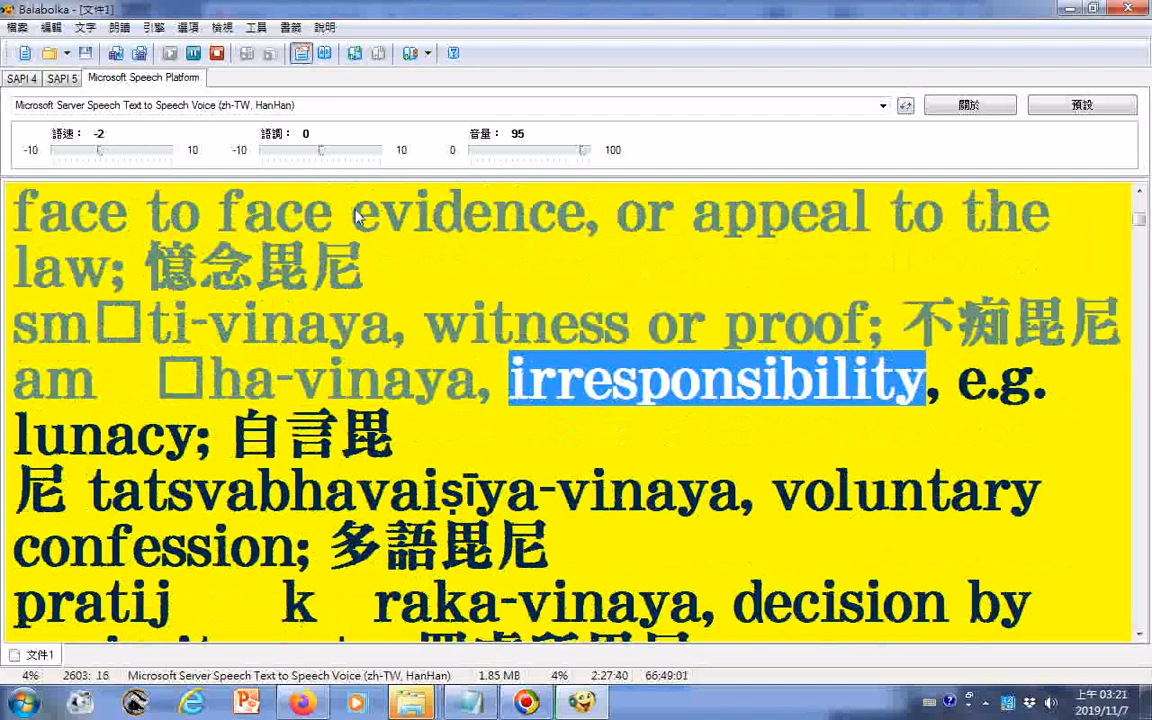 Balabolka - [文件1]
檔案 編輯 文字 朗讀 引擎 選項 檢視 工具 書籤 說明
SAPI 4 SAPI 5 Microsoft Speech Platform
Microsoft Server Speech Text to Speech Voice (zh-TW, HanHan) 關於 預設
語速： -2 語調： 0 音量： 95
-10 10 -10 10 0 100
face to face evidence, or appeal to the
law; 憶念毘尼
sm□ti-vinaya, witness or proof; 不痴毘尼
am □ha-vinaya, irresponsibility, e.g.
lunacy; 自言毘
尼 tatsvabhavaiṣīya-vinaya, voluntary
confession; 多語毘尼
pratij k raka-vinaya, decision by
文件1
4% 2603: 16 Microsoft Server Speech Text to Speech Voice (zh-TW, HanHan) 1.85 MB 4% 2:27:40 66:49:01
上午 03:21
2019/11/7